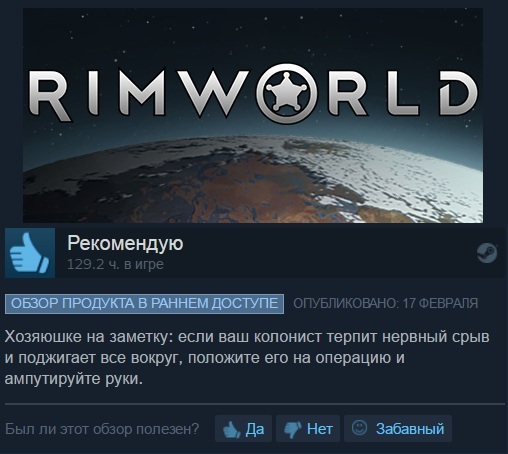 RIMWORLD
Рекомендую
129.2 ч. в игре
ОБЗОР ПРОДУКТА В РАННЕМ ДОСТУПЕ ОПУБЛИКОВАНО: 17 ФЕВРАЛЯ
Хозяюшке на заметку: если ваш колонист терпит нервный срыв
и поджигает все вокруг, положите его на операцию и
ампутируйте руки.
Был ли этот обзор полезен? Да Нет Забавный